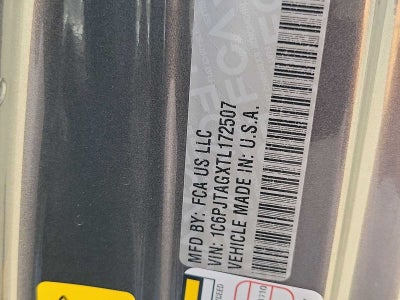 MFD BY: FCA US LLC
VIN: 1C6PJTAGXTL172507
VEHICLE MADE IN: U.S.A.